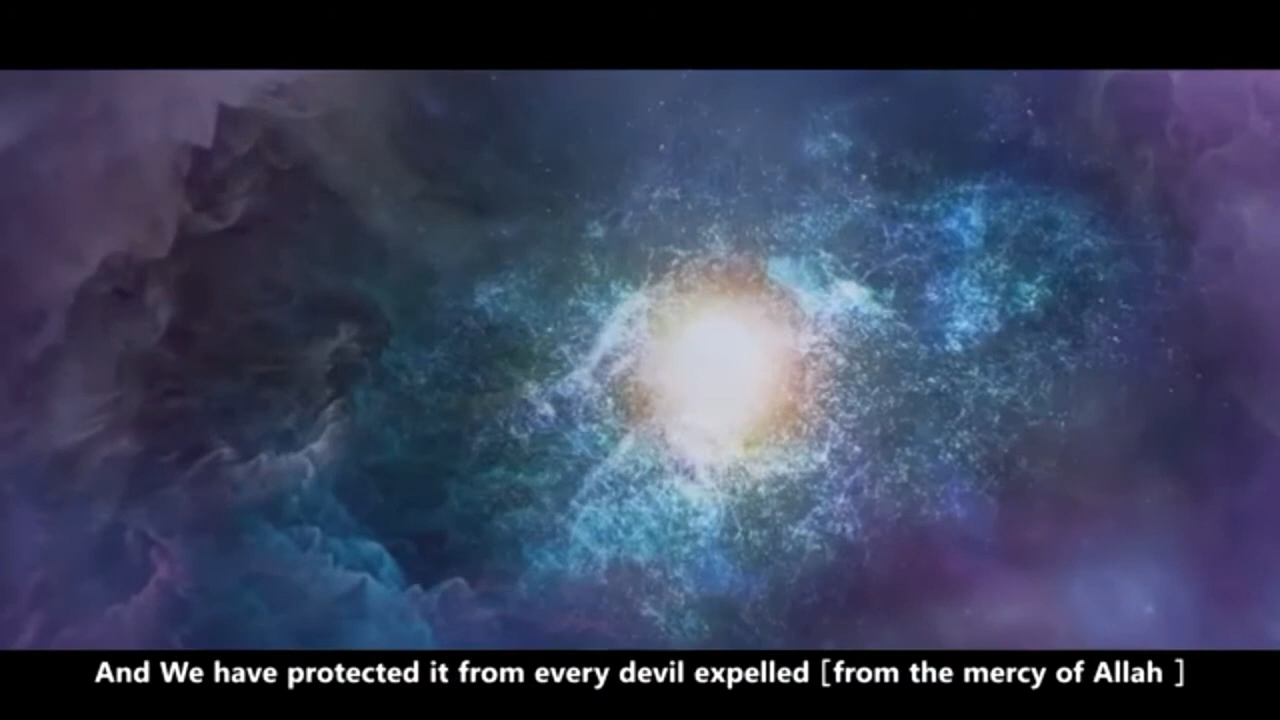 And We have protected it from every devil expelled [from the mercy of Allah ]